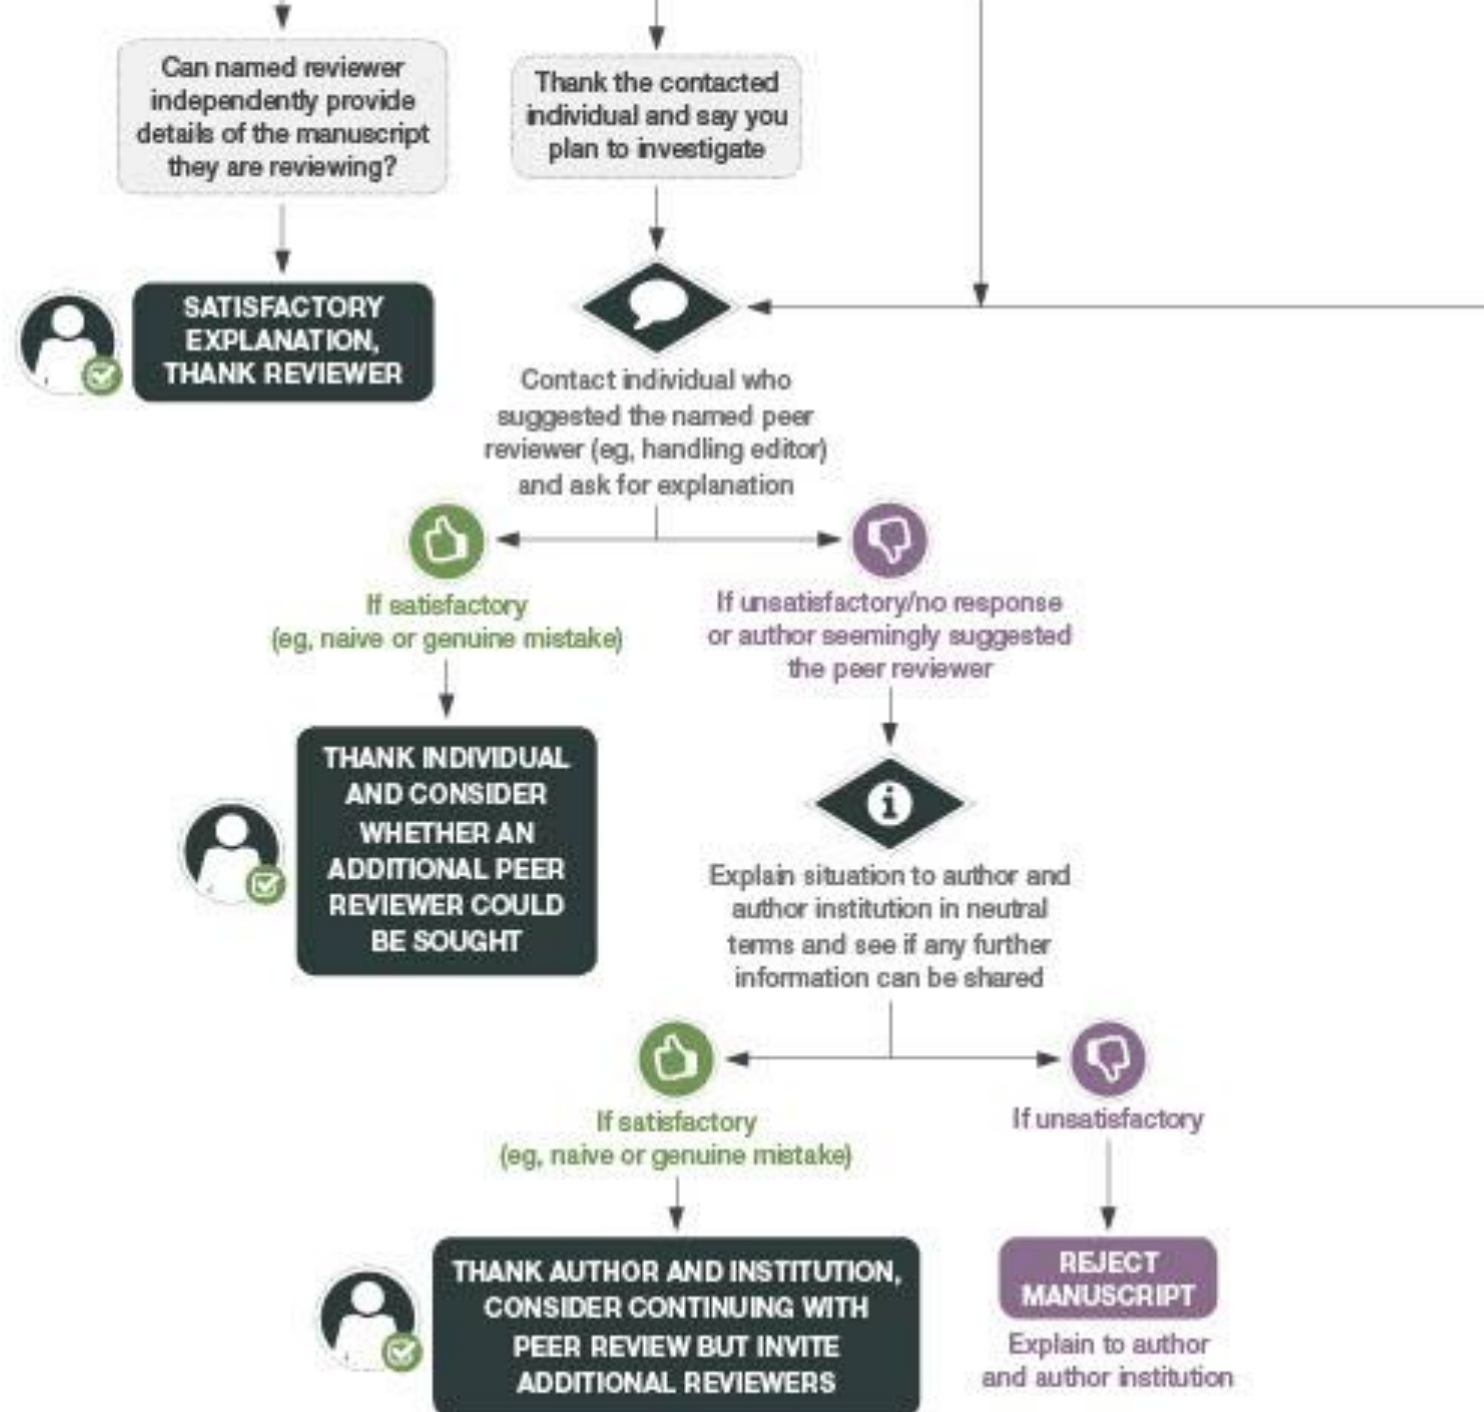 Can named reviewer
independently provide
details of the manuscript
they are reviewing?
Thank the contacted
individual and say you
plan to investigate
SATISFACTORY
EXPLANATION,
THANK REVIEWER
Contact individual who
suggested the named peer
reviewer (eg, handling editor)
and ask for explanation
If satisfactory
(eg, naive or genuine mistake)
If unsatisfactory/no response
or author seemingly suggested
the peer reviewer
THANK INDIVIDUAL
AND CONSIDER
WHETHER AN
ADDITIONAL PEER
REVIEWER COULD
BE SOUGHT
Explain situation to author and
author institution in neutral
terms and see if any further
information can be shared
If satisfactory
(eg, naive or genuine mistake)
If unsatisfactory
THANK AUTHOR AND INSTITUTION,
CONSIDER CONTINUING WITH
PEER REVIEW BUT INVITE
ADDITIONAL REVIEWERS
REJECT
MANUSCRIPT
Explain to author
and author institution